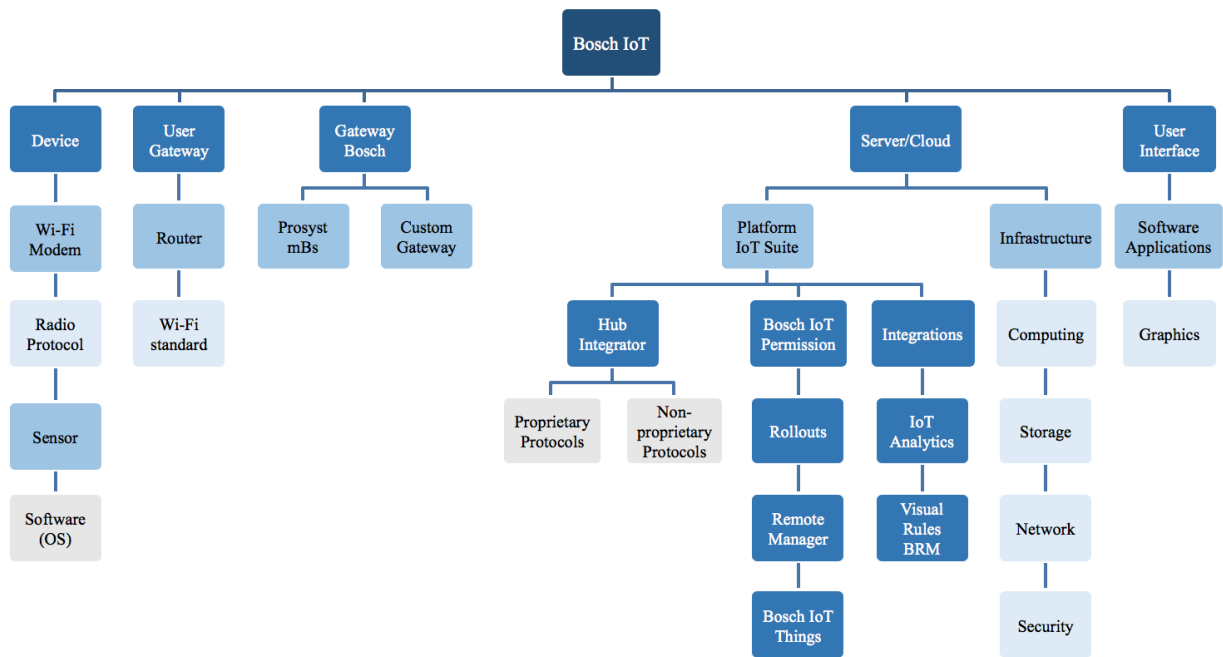 Bosch IoT
Device
User
Gateway
Gateway
Bosch
Server/Cloud
User
Interface
Wi-Fi
Modem
Router
Prosyst
mBs
Custom
Gateway
Platform
IoT Suite
Infrastructure
Software
Applications
Radio
Protocol
Wi-Fi
standard
Hub
Integrator
Bosch IoT
Permission
Integrations
Computing
Graphics
Sensor
Proprietary
Protocols
Non-
proprietary
Protocols
Rollouts
IoT
Analytics
Storage
Software
(OS)
Remote
Manager
Visual
Rules
BRM
Network
Bosch IoT
Things
Security